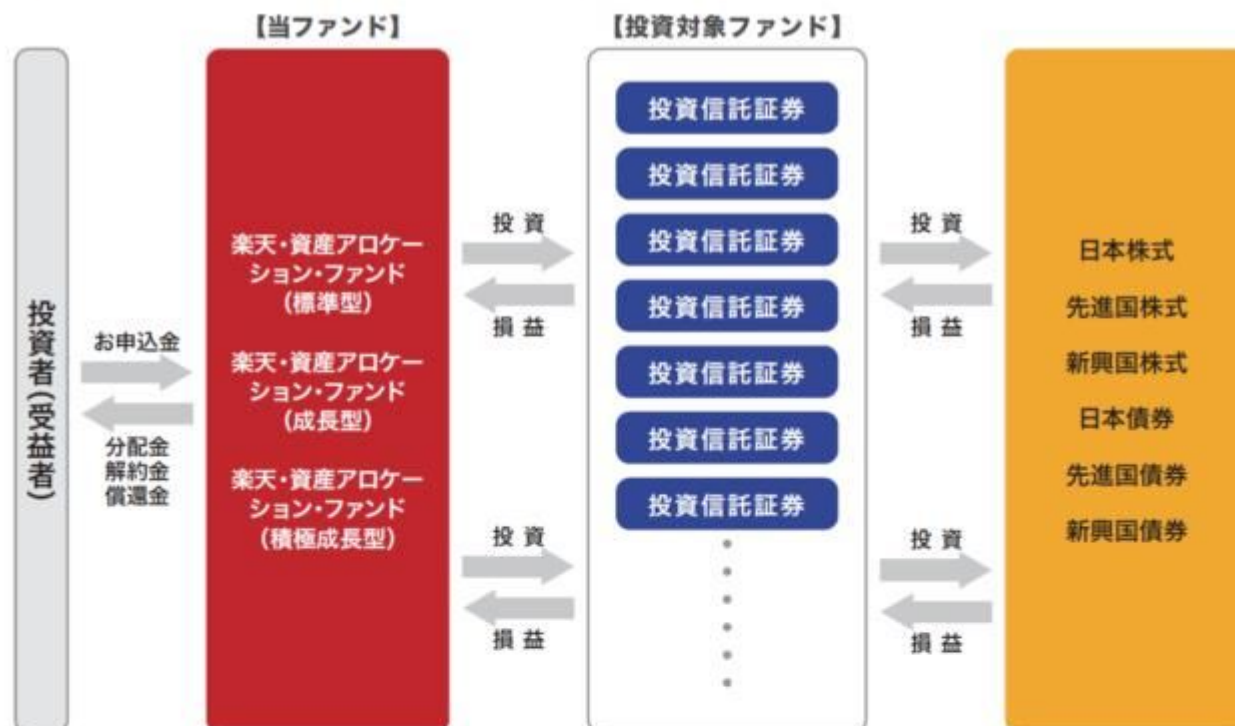 【当ファンド】
【投資対象ファンド】
投資者(受益者)
お申込金
分配金
解約金
償還金
楽天・資産アロケー
ション・ファンド
(標準型)
楽天・資産アロケー
ション・ファンド
(成長型)
楽天・資産アロケー
ション・ファンド
(積極成長型)
投資
損益
投資
損益
投資信託証券
投資信託証券
投資信託証券
投資信託証券
投資信託証券
投資信託証券
投資信託証券
投資
損益
投資
損益
日本株式
先進国株式
新興国株式
日本債券
先進国債券
新興国債券